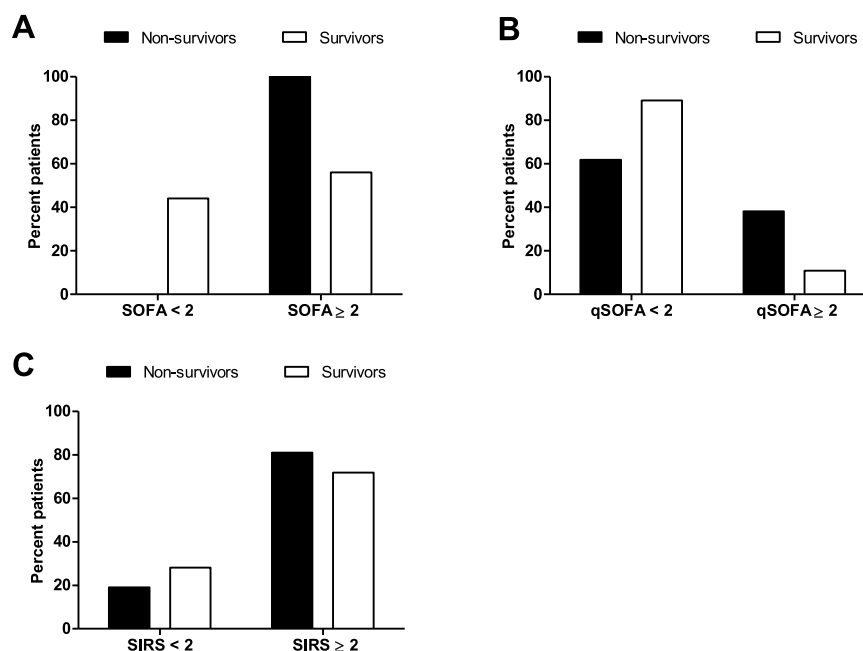 A
Non-survivors Survivors
100
80
60
40
20
0
Percent patients
SOFA < 2 SOFA ≥ 2
B
Non-survivors Survivors
100
80
60
40
20
0
Percent patients
qSOFA < 2 qSOFA ≥ 2
C
Non-survivors Survivors
100
80
60
40
20
0
Percent patients
SIRS < 2 SIRS ≥ 2